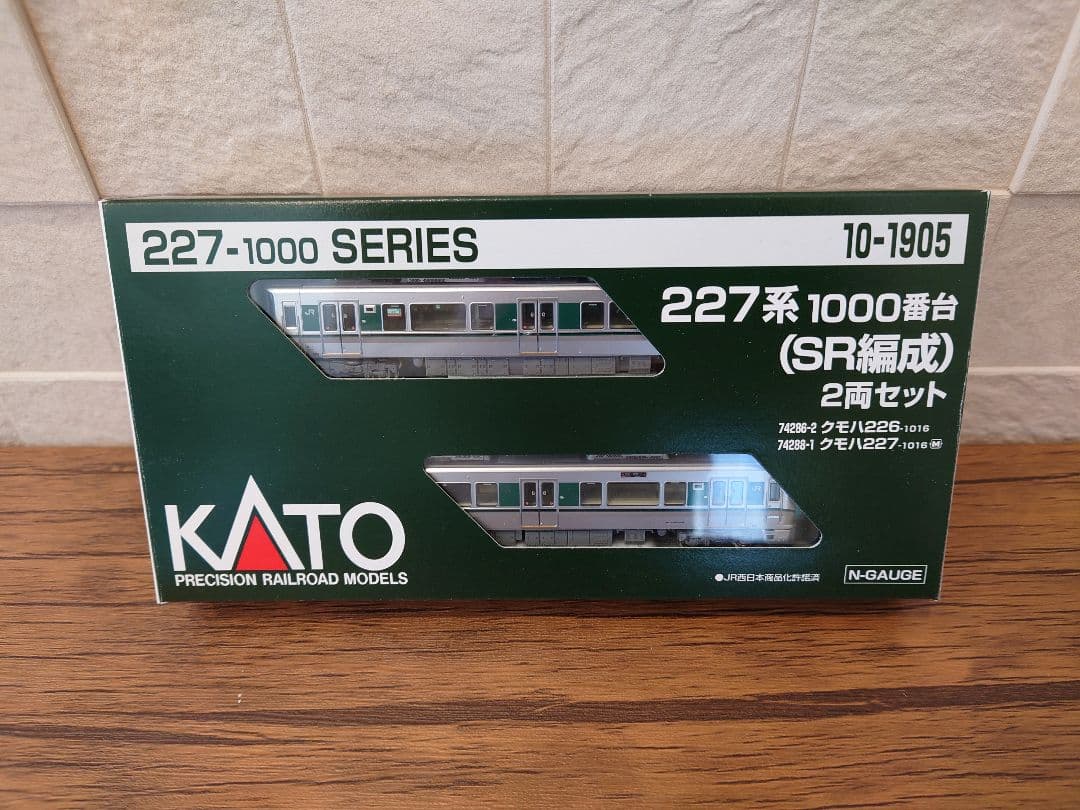 227-1000 SERIES 10-1905
227系 1000番台
(SR編成)
2両セット
74286-2 クモハ226-1016
74288-1 クモハ227-1016 M
KATO
PRECISION RAILROAD MODELS
●JR西日本商品化許諾済
N-GAUGE
JR
JR